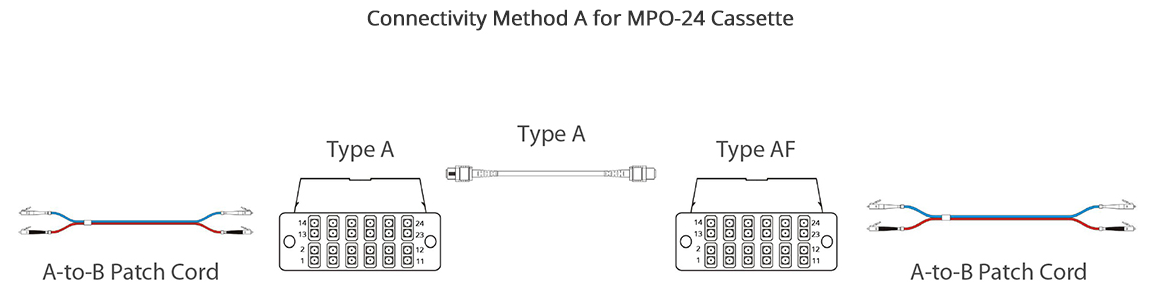 Connectivity Method A for MPO-24 Cassette
Type A
Type A
Type AF
14 24
13 23
2 12
1 11
14 24
13 23
2 12
1 11
A-to-B Patch Cord
A-to-B Patch Cord